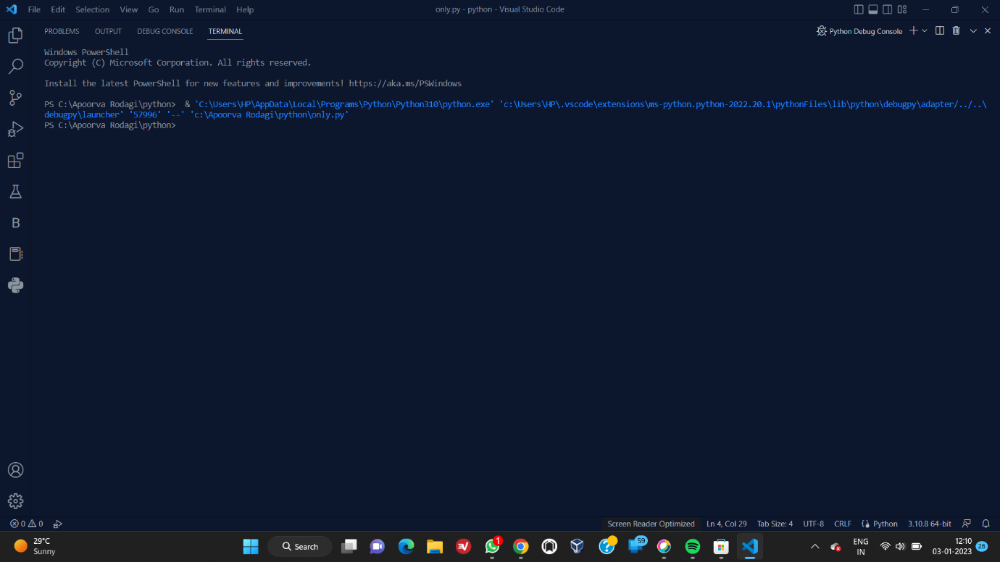 File Edit Selection View Go Run Terminal Help only.py - python - Visual Studio Code
PROBLEMS OUTPUT DEBUG CONSOLE TERMINAL Python Debug Console
Windows PowerShell
Copyright (C) Microsoft Corporation. All rights reserved.
Install the latest PowerShell for new features and improvements! https://aka.ms/PSWindows
PS C:\Apoorva Rodagi\python>  & 'C:\Users\HP\AppData\Local\Programs\Python\Python310\python.exe' 'c:\Users\HP\.vscode\extensions\ms-python.python-2022.20.1\pythonFiles\lib\python\debugpy\adapter/../..\
debugpy\launcher' '57996' '--' 'c:\Apoorva Rodagi\python\only.py'
PS C:\Apoorva Rodagi\python>
B
0 0 Screen Reader Optimized Ln 4, Col 29 Tab Size: 4 UTF-8 CRLF Python 3.10.8 64-bit
29°C
Sunny
Search
1
59
ENG
IN
12:10
03-01-2023
26